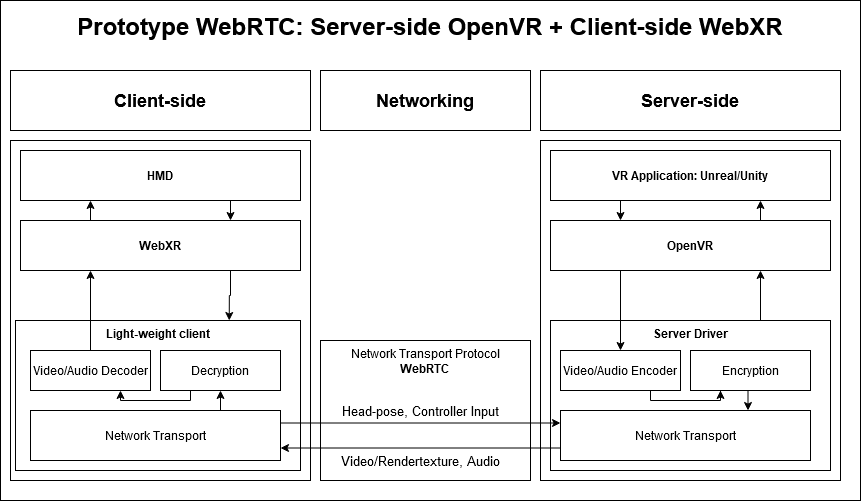 Prototype WebRTC: Server-side OpenVR + Client-side WebXR
Client-side
Networking
Server-side
HMD
WebXR
Light-weight client
Video/Audio Decoder
Decryption
Network Transport
Network Transport Protocol
WebRTC
Head-pose, Controller Input
Video/Rendertexture, Audio
VR Application: Unreal/Unity
OpenVR
Server Driver
Video/Audio Encoder
Encryption
Network Transport